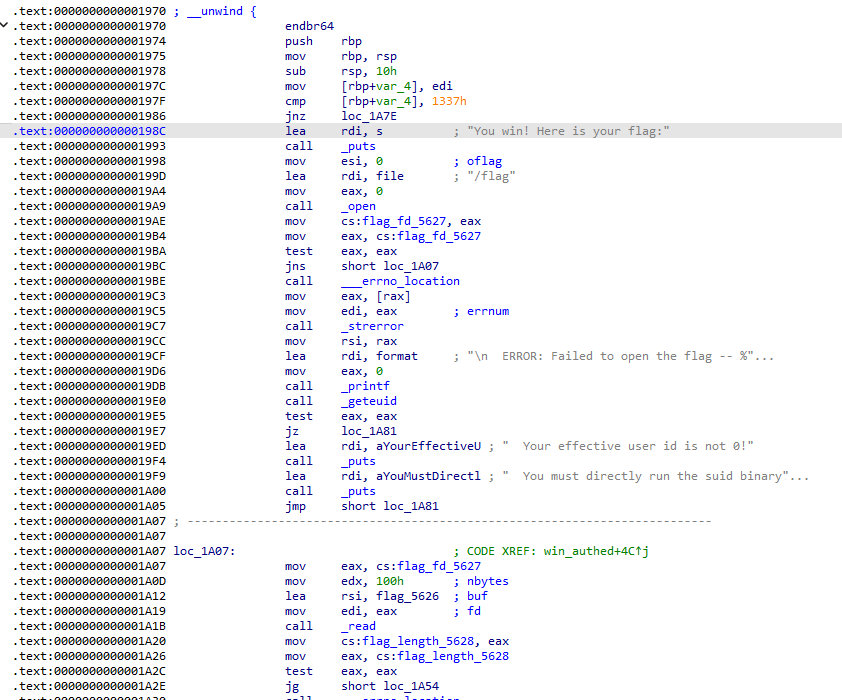 .text:0000000000001970 ; __unwind {
.text:0000000000001970 endbr64
.text:0000000000001974 push rbp
.text:0000000000001975 mov rbp, rsp
.text:0000000000001978 sub rsp, 10h
.text:000000000000197C mov [rbp+var_4], edi
.text:000000000000197F cmp [rbp+var_4], 1337h
.text:0000000000001986 jnz loc_1A7E
.text:000000000000198C lea rdi, s ; "You win! Here is your flag:"
.text:0000000000001993 call _puts
.text:0000000000001998 mov esi, 0 ; oflag
.text:000000000000199D lea rdi, file ; "/flag"
.text:00000000000019A4 mov eax, 0
.text:00000000000019A9 call _open
.text:00000000000019AE mov cs:flag_fd_5627, eax
.text:00000000000019B4 mov eax, cs:flag_fd_5627
.text:00000000000019BA test eax, eax
.text:00000000000019BC jns short loc_1A07
.text:00000000000019BE call ___errno_location
.text:00000000000019C3 mov eax, [rax]
.text:00000000000019C5 mov edi, eax ; errnum
.text:00000000000019C7 call _strerror
.text:00000000000019CC mov rsi, rax
.text:00000000000019CF lea rdi, format ; "\n  ERROR: Failed to open the flag -- %"...
.text:00000000000019D6 mov eax, 0
.text:00000000000019DB call _printf
.text:00000000000019E0 call _geteuid
.text:00000000000019E5 test eax, eax
.text:00000000000019E7 jz loc_1A81
.text:00000000000019ED lea rdi, aYourEffectiveU ; "  Your effective user id is not 0!"
.text:00000000000019F4 call _puts
.text:00000000000019F9 lea rdi, aYouMustDirectl ; "  You must directly run the suid binary"...
.text:0000000000001A00 call _puts
.text:0000000000001A05 jmp short loc_1A81
.text:0000000000001A07 ; ---------------------------------------------------------------------------
.text:0000000000001A07
.text:0000000000001A07 loc_1A07: ; CODE XREF: win_authed+4C↑j
.text:0000000000001A07 mov eax, cs:flag_fd_5627
.text:0000000000001A0D mov edx, 100h ; nbytes
.text:0000000000001A12 lea rsi, flag_5626 ; buf
.text:0000000000001A19 mov edi, eax ; fd
.text:0000000000001A1B call _read
.text:0000000000001A20 mov cs:flag_length_5628, eax
.text:0000000000001A26 mov eax, cs:flag_length_5628
.text:0000000000001A2C test eax, eax
.text:0000000000001A2E jg short loc_1A54